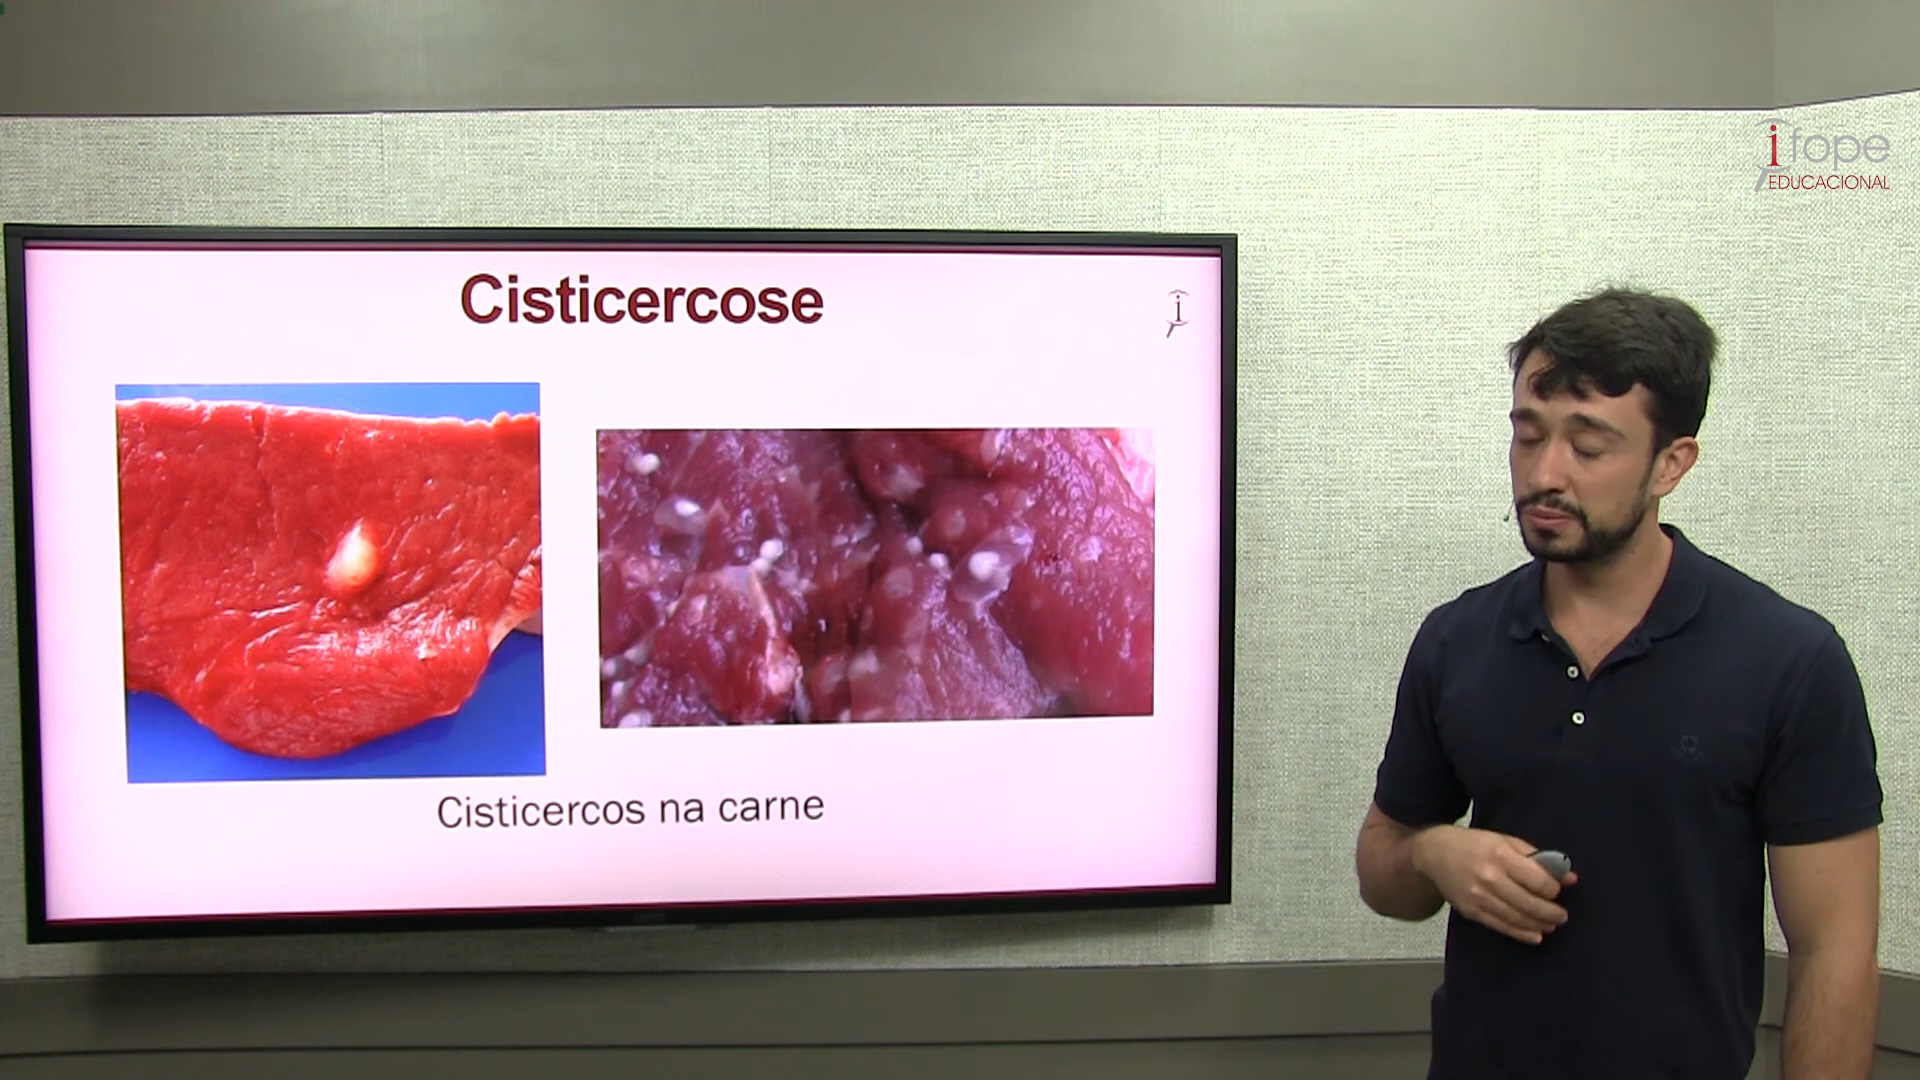 ifope
EDUCACIONAL
Cisticercose
i
Cisticercos na carne